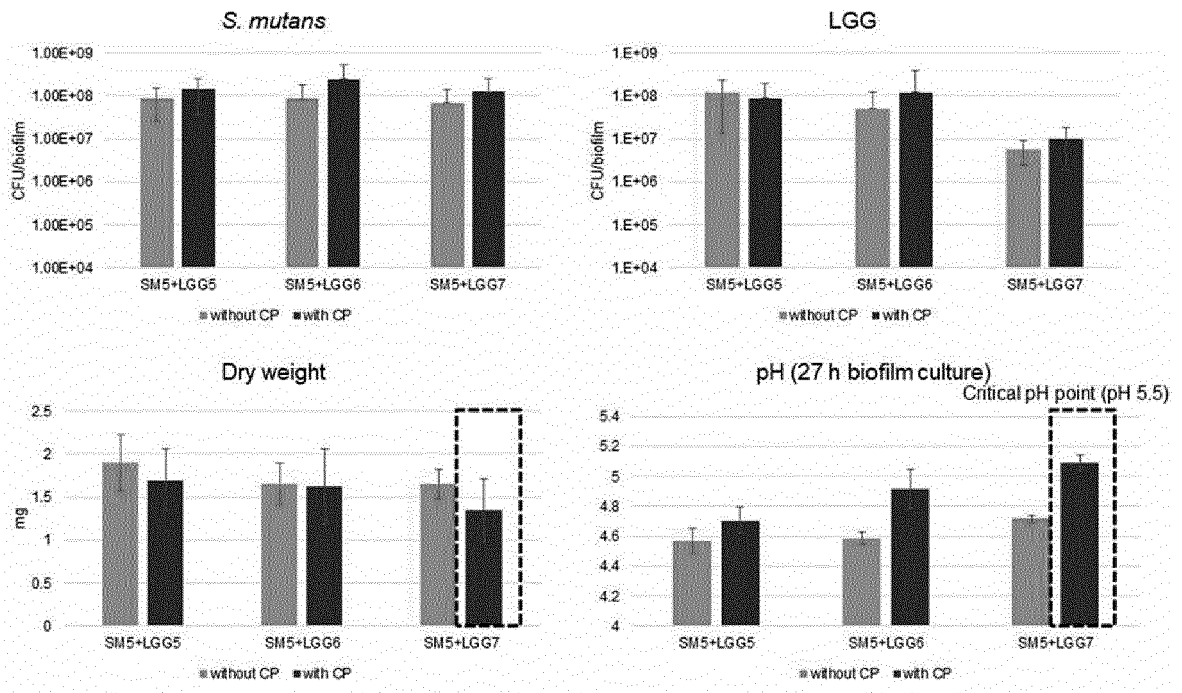 S. mutans
1.00E+09
1.00E+08
1.00E+07
1.00E+06
1.00E+05
1.00E+04
CFU/biofilm
SM5+LGG5 SM5+LGG6 SM5+LGG7
without CP with CP
LGG
1.E+09
1.E+08
1.E+07
1.E+06
1.E+05
1.E+04
CFU/biofilm
SM5+LGG5 SM5+LGG6 SM5+LGG7
without CP with CP
Dry weight
2.5
2
1.5
1
0.5
0
mg
SM5+LGG5 SM5+LGG6 SM5+LGG7
without CP with CP
pH (27 h biofilm culture)
Critical pH point (pH 5.5)
5.4
5.2
5
4.8
4.6
4.4
4.2
4
SM5+LGG5 SM5+LGG6 SM5+LGG7
without CP with CP